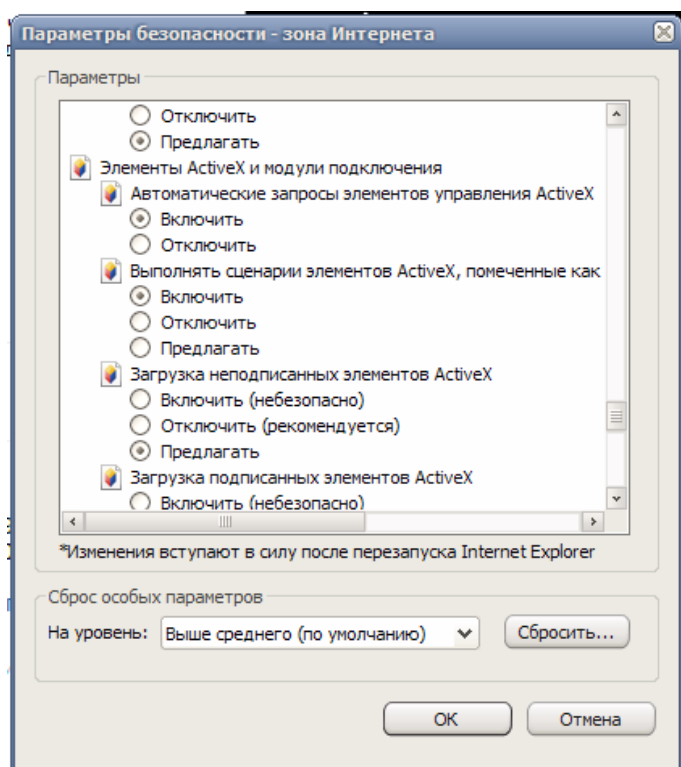 Параметры безопасности - зона Интернета
Параметры
Отключить
Предлагать
Элементы ActiveX и модули подключения
Автоматические запросы элементов управления ActiveX
Включить
Отключить
Выполнять сценарии элементов ActiveX, помеченные как
Включить
Отключить
Предлагать
Загрузка неподписанных элементов ActiveX
Включить (небезопасно)
Отключить (рекомендуется)
Предлагать
Загрузка подписанных элементов ActiveX
Включить (небезопасно)
*Изменения вступают в силу после перезапуска Internet Explorer
Сброс особых параметров
На уровень: Выше среднего (по умолчанию) Сбросить...
ОК Отмена